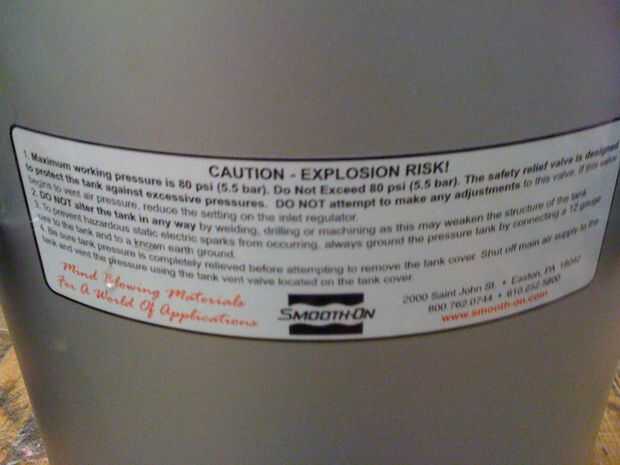 CAUTION - EXPLOSION RISK!
1. Maximum working pressure is 80 psi (5.5 bar). Do Not Exceed 80 psi (5.5 bar). The safety relief valve is designed
to protect the tank against excessive pressures. DO NOT attempt to make any adjustments to this valve. If this valve
begins to vent air pressure, reduce the setting on the inlet regulator.
2. DO NOT alter the tank in any way by welding, drilling or machining as this may weaken the structure of the tank.
3. To prevent hazardous static electric sparks from occurring, always ground the pressure tank by connecting a 12 gauge
to the tank and to a known earth ground.
4. Be sure tank pressure is completely relieved before attempting to remove the tank cover. Shut off main air supply to the
tank and vent the pressure using the tank vent valve located on the tank cover.
Mind Blowing Materials
For A World Of Applications
SMOOTH-ON
2000 Saint John St. • Easton, PA 18042
800.762.0744 • 610.252.5800
www.smooth-on.com